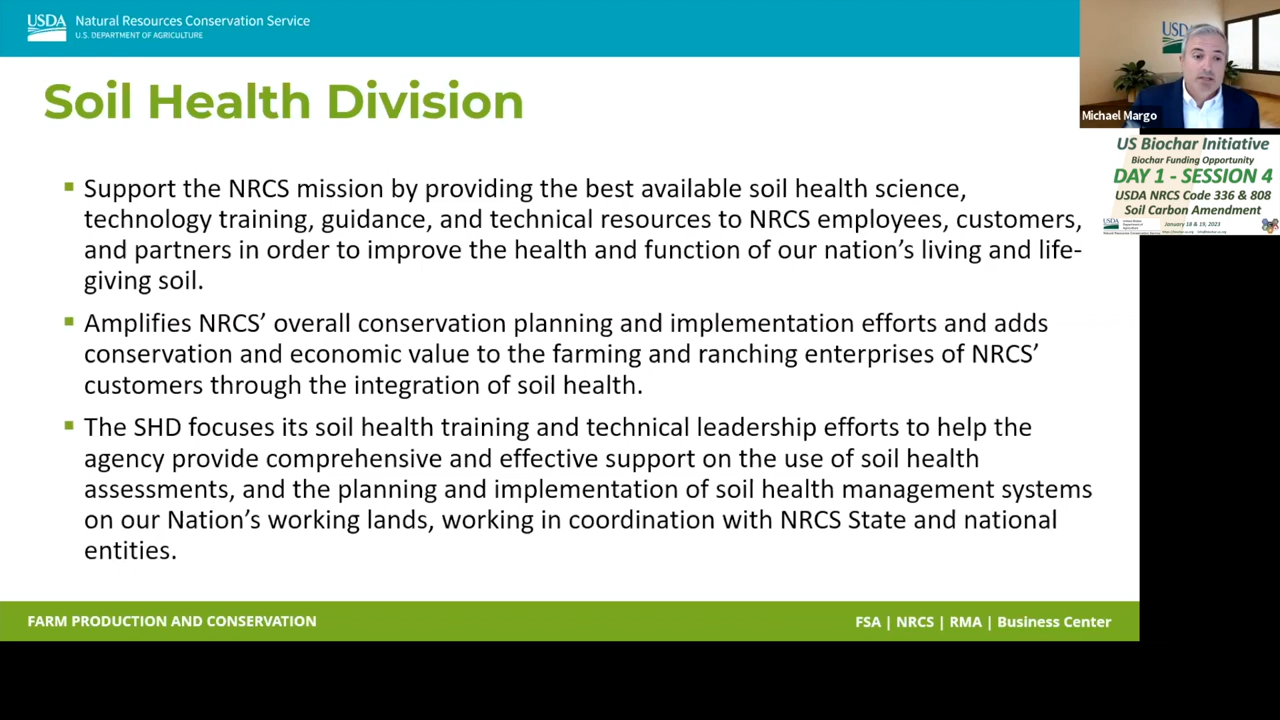 USDA Natural Resources Conservation Service
U.S. DEPARTMENT OF AGRICULTURE
Soil Health Division
Support the NRCS mission by providing the best available soil health science,
technology training, guidance, and technical resources to NRCS employees, customers,
and partners in order to improve the health and function of our nation’s living and life-
giving soil.
Amplifies NRCS’ overall conservation planning and implementation efforts and adds
conservation and economic value to the farming and ranching enterprises of NRCS’
customers through the integration of soil health.
The SHD focuses its soil health training and technical leadership efforts to help the
agency provide comprehensive and effective support on the use of soil health
assessments, and the planning and implementation of soil health management systems
on our Nation’s working lands, working in coordination with NRCS State and national
entities.
FARM PRODUCTION AND CONSERVATION
FSA | NRCS | RMA | Business Center
USDA
Michael Margo
US Biochar Initiative
Biochar Funding Opportunity
DAY 1 - SESSION 4
USDA NRCS Code 336 & 808
Soil Carbon Amendment
USDA
January 18 & 19, 2023